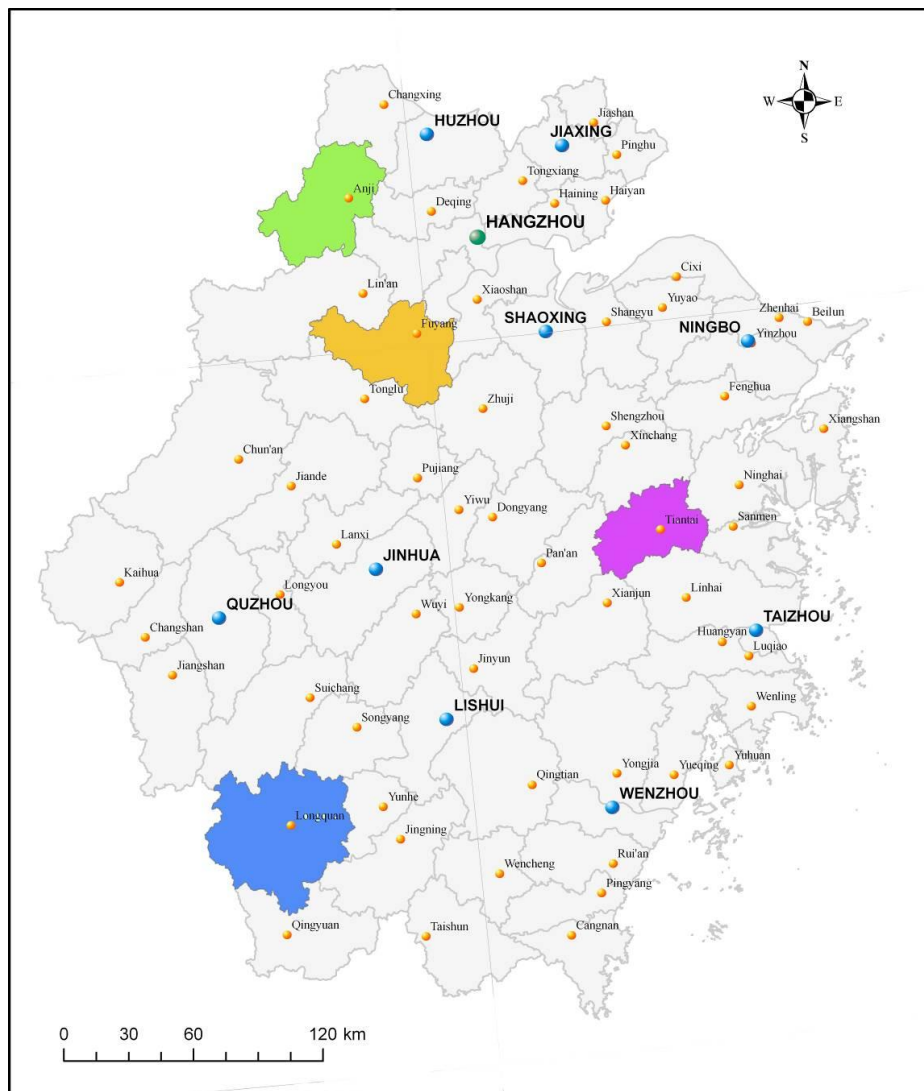 N
W E
S
Changxing
HUZHOU
Jiashan
JIAXING
Pinghu
Tongxiang
Anji
Haining
Haiyan
Deqing
HANGZHOU
Cixi
Lin'an
Xiaoshan
Yuyao
SHAOXING
Shangyu
Zhenhai
Beilun
NINGBO
Yinzhou
Fuyang
Tonglu
Fenghua
Zhuji
Shengzhou
Xiangshan
Xinchang
Chun'an
Pujiang
Jiande
Ninghai
Yiwu
Dongyang
Tiantai
Sanmen
Lanxi
JINHUA
Pan'an
Kaihua
Longyou
Linhai
QUZHOU
Wuyi
Yongkang
Xianjun
TAIZHOU
Changshan
Huangyan
Luqiao
Jiangshan
Jinyun
Suichang
LISHUI
Wenling
Songyang
Yongjia
Yueqing
Yuhuan
Qingtian
WENZHOU
Yunhe
Longquan
Jingning
Rui'an
Wencheng
Pingyang
Qingyuan
Taishun
Cangnan
0 30 60 120 km